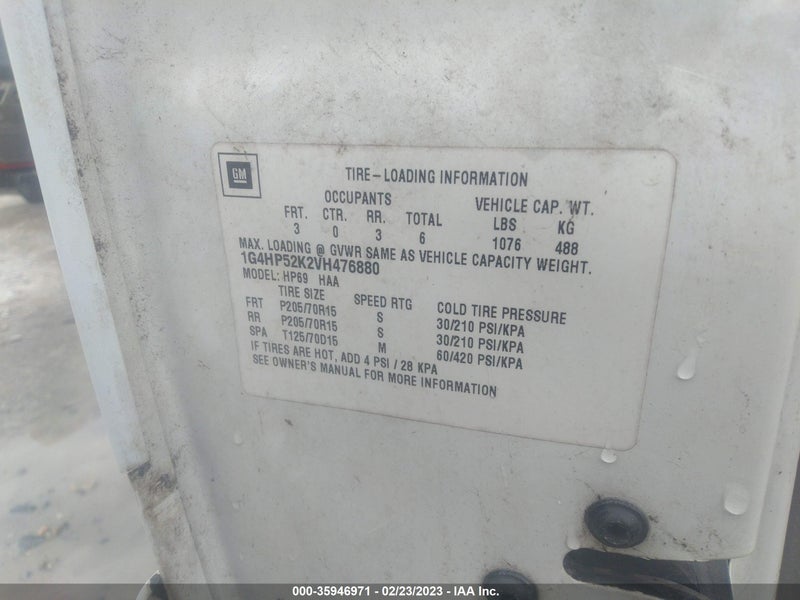 GM
TIRE-LOADING INFORMATION
OCCUPANTS VEHICLE CAP. WT.
FRT. CTR. RR. TOTAL LBS KG
3 0 3 6 1076 488
MAX. LOADING @ GVWR SAME AS VEHICLE CAPACITY WEIGHT.
1G4HP52K2VH476880
MODEL: HP69 HAA
TIRE SIZE SPEED RTG COLD TIRE PRESSURE
FRT P205/70R15 S 30/210 PSI/KPA
RR P205/70R15 S 30/210 PSI/KPA
SPA T125/70D15 M 60/420 PSI/KPA
IF TIRES ARE HOT, ADD 4 PSI / 28 KPA
SEE OWNER'S MANUAL FOR MORE INFORMATION
000-35946971 - 02/23/2023 - IAA Inc.